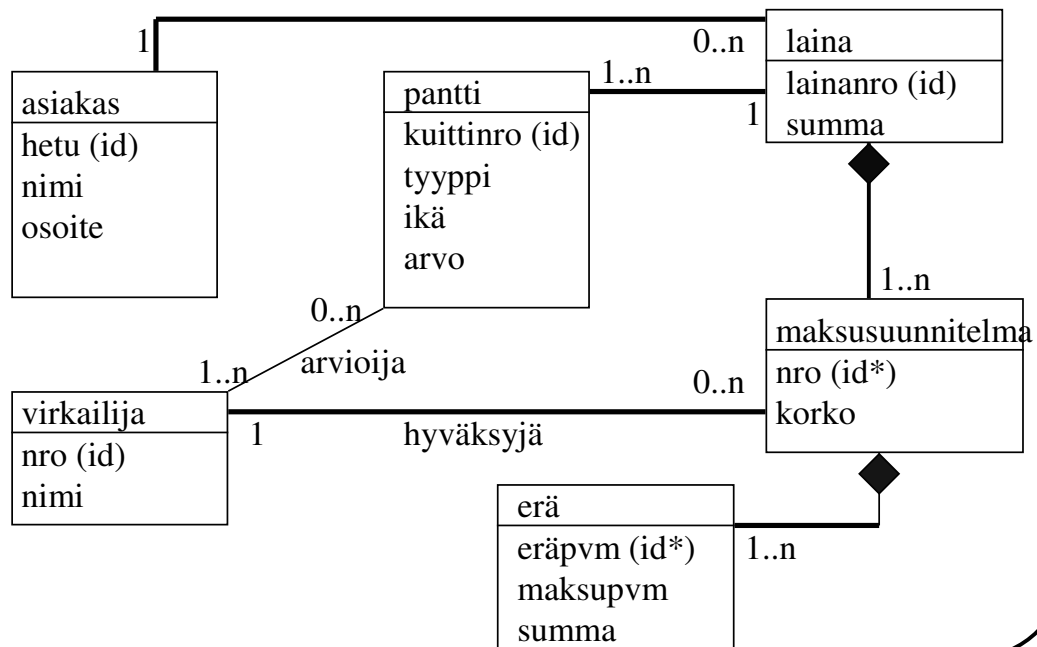 1
0..n
laina
lainanro (id)
summa
asiakas
hetu (id)
nimi
osoite
pantti
kuittinro (id)
tyyppi
ikä
arvo
1..n
1
1..n
maksusuunnitelma
nro (id*)
korko
0..n
arvioija
1..n
virkailija
nro (id)
nimi
1
hyväksyjä
0..n
erä
eräpvm (id*)
maksupvm
summa
1..n